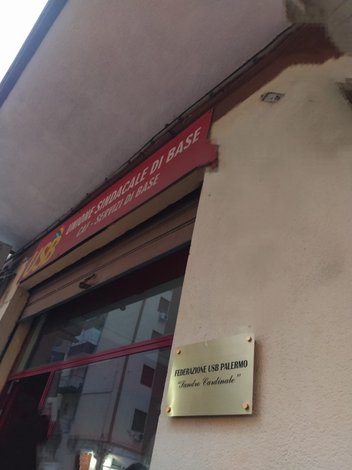 USB
UNIONE SINDACALE DI BASE
CAF - SERVIZI DI BASE
FEDERAZIONE USB PALERMO
"Sandro Cardinale"